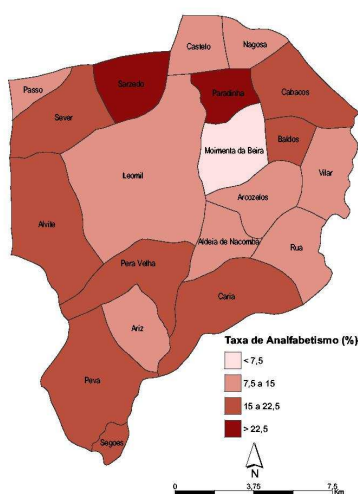 Castelo
Nagosa
Passo
Sarzedo
Paradinha
Cabaços
Sever
Moimenta da Beira
Baldos
Leomil
Vilar
Arcozelos
Alvite
Aldeia de Nacomba
Rua
Pera Velha
Caria
Ariz
Peva
Segões
Taxa de Analfabetismo (%)
< 7,5
7,5 a 15
15 a 22,5
> 22,5
N
0 3,75 7,5
Km